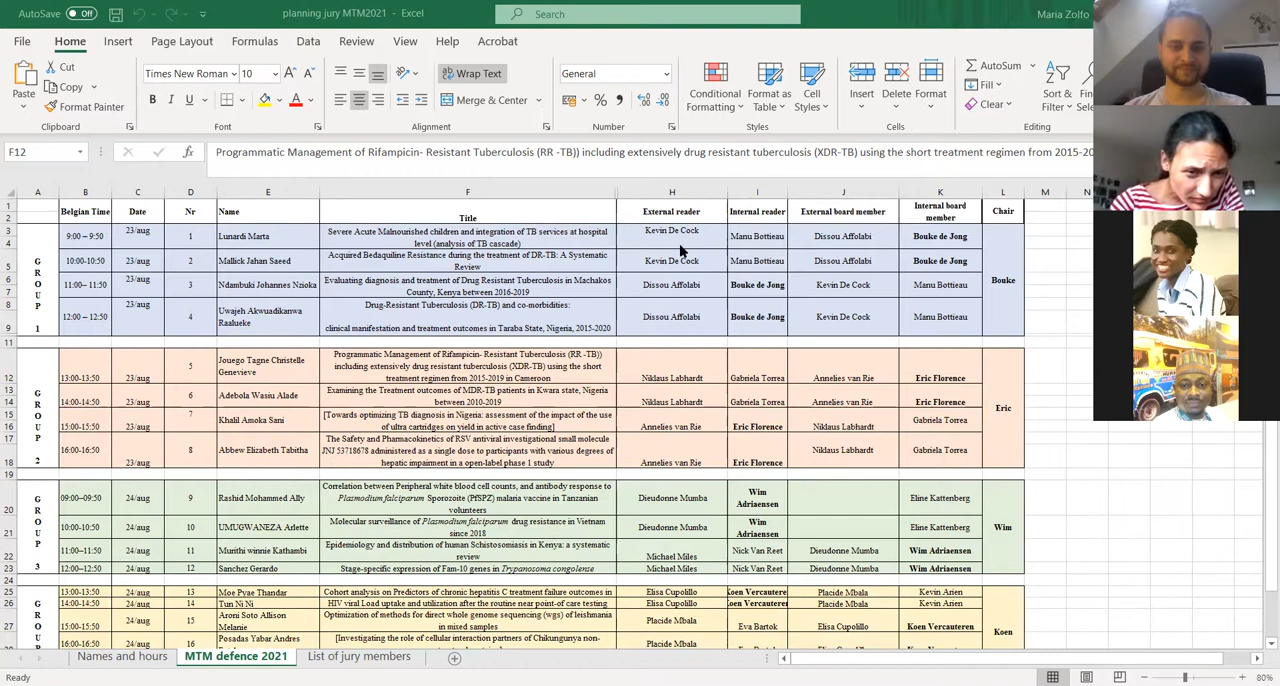 AutoSave Off planning jury MTM2021 - Excel Search Maria Zolfo
File Home Insert Draw Page Layout Formulas Data Review View Help Acrobat
Cut Times New Roman 10 Wrap Text General AutoSum
Copy Fill
Paste Format Painter B I U Merge & Center Conditional Formatting Format as Table Cell Styles Insert Delete Format Clear Sort & Filter
Clipboard Font Alignment Number Styles Cells Editing
F12 fx Programmatic Management of Rifampicin- Resistant Tuberculosis (RR -TB)) including extensively drug resistant tuberculosis (XDR-TB) using the short treatment regimen from 2015-20
A B C D E F H I J K L M N
Belgian Time Date Nr Name Title External reader Internal reader External board member Internal board member Chair
GROUP 1
9:00 – 9:50 23/aug 1 Lunardi Marta Severe Acute Malnourished children and integration of TB services at hospital level (analysis of TB cascade) Kevin De Cock Manu Bottieau Dissou Affolabi Bouke de Jong
10:00-10:50 23/aug 2 Mallick Jahan Saeed Acquired Bedaquiline Resistance during the treatment of DR-TB: A Systematic Review Kevin De Cock Manu Bottieau Dissou Affolabi Bouke de Jong
11:00– 11:50 23/aug 3 Ndambuki Johannes Nzioka Evaluating diagnosis and treatment of Drug Resistant Tuberculosis in Machakos County, Kenya between 2016-2019 Dissou Affolabi Bouke de Jong Kevin De Cock Manu Bottieau
12:00 – 12:50 23/aug 4 Uwajeh Akwuadikanwa Raalueke Drug-Resistant Tuberculosis (DR-TB) and co-morbidities: clinical manifestation and treatment outcomes in Taraba State, Nigeria, 2015-2020 Dissou Affolabi Bouke de Jong Kevin De Cock Manu Bottieau
Bouke
GROUP 2
13:00-13:50 23/aug 5 Jouego Tagne Christelle Genevieve Programmatic Management of Rifampicin- Resistant Tuberculosis (RR -TB)) including extensively drug resistant tuberculosis (XDR-TB) using the short treatment regimen from 2015-2019 in Cameroon Niklaus Labhardt Gabriela Torrea Annelies van Rie Eric Florence
14:00-14:50 23/aug 6 Adebola Wasiu Alade Examining the Treatment outcomes of MDR-TB patients in Kwara state, Nigeria between 2010-2019 Niklaus Labhardt Gabriela Torrea Annelies van Rie Eric Florence
15:00-15:50 23/aug 7 Khalil Amoka Sani [Towards optimizing TB diagnosis in Nigeria: assessment of the impact of the use of ultra cartridges on yield in active case finding] Annelies van Rie Eric Florence Niklaus Labhardt Gabriela Torrea
16:00-16:50 23/aug 8 Abbew Elizabeth Tabitha The Safety and Pharmacokinetics of RSV antiviral investigational small molecule JNJ 53718678 administered as a single dose to participants with various degrees of hepatic impairment in a open-label phase 1 study Annelies van Rie Eric Florence Niklaus Labhardt Gabriela Torrea
Eric
GROUP 3
09:00–09:50 24/aug 9 Rashid Mohammed Ally Correlation between Peripheral white blood cell counts, and antibody response to Plasmodium falciparum Sporozoite (PfSPZ) malaria vaccine in Tanzanian volunteers Dieudonne Mumba Wim Adriaensen Eline Kattenberg
10:00-10:50 24/aug 10 UMUGWANEZA Arlette Molecular surveillance of Plasmodium falciparum drug resistance in Vietnam since 2018 Dieudonne Mumba Wim Adriaensen Eline Kattenberg
11:00–11:50 24/aug 11 Murithi winnie Kathambi Epidemiology and distribution of human Schistosomiasis in Kenya: a systematic review Michael Miles Nick Van Reet Dieudonne Mumba Wim Adriaensen
12:00–12:50 24/aug 12 Sanchez Gerardo Stage-specific expression of Fam-10 genes in Trypanosoma congolense Michael Miles Nick Van Reet Dieudonne Mumba Wim Adriaensen
Wim
GROU
13:00-13:50 24/aug 13 Moe Pyae Thandar Cohort analysis on Predictors of chronic hepatitis C treatment failure outcomes in Elisa Cupolillo Koen Vercauteren Placide Mbala Kevin Arien
14:00-14:50 24/aug 14 Tun Ni Ni HIV viral Load uptake and utilization after the routine near point-of care testing Elisa Cupolillo Koen Vercauteren Placide Mbala Kevin Arien
15:00-15:50 24/aug 15 Aroni Soto Allison Melanie Optimization of methods for direct whole genome sequencing (wgs) of leishmania in mixed samples Placide Mbala Eva Bartok Elisa Cupolillo Koen Vercauteren
16:00-16:50 24/aug 16 Posadas Yabar Andres [Investigating the role of cellular interaction partners of Chikungunya non- Placide Mbala
Koen
Names and hours MTM defence 2021 List of jury members
Ready 80%